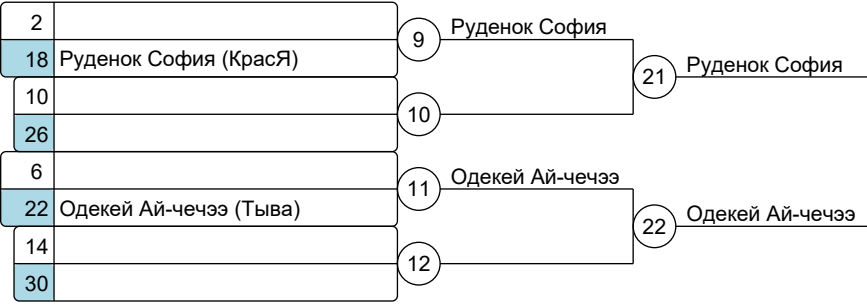 2
9 Руденок София
18 Руденок София (КрасЯ)
21 Руденок София
10
10
26
6
11 Одекей Ай-чечээ
22 Одекей Ай-чечээ (Тыва)
22 Одекей Ай-чечээ
14
12
30